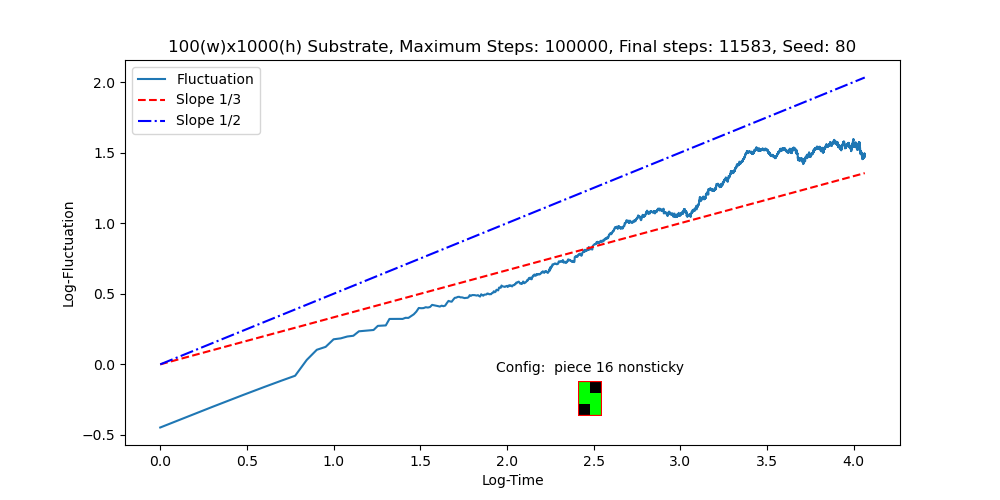 100(w)x1000(h) Substrate, Maximum Steps: 100000, Final steps: 11583, Seed: 80
Fluctuation
Slope 1/3
Slope 1/2
2.0
1.5
1.0
0.5
0.0
−0.5
Log-Fluctuation
Config:  piece 16 nonsticky
0.0 0.5 1.0 1.5 2.0 2.5 3.0 3.5 4.0
Log-Time